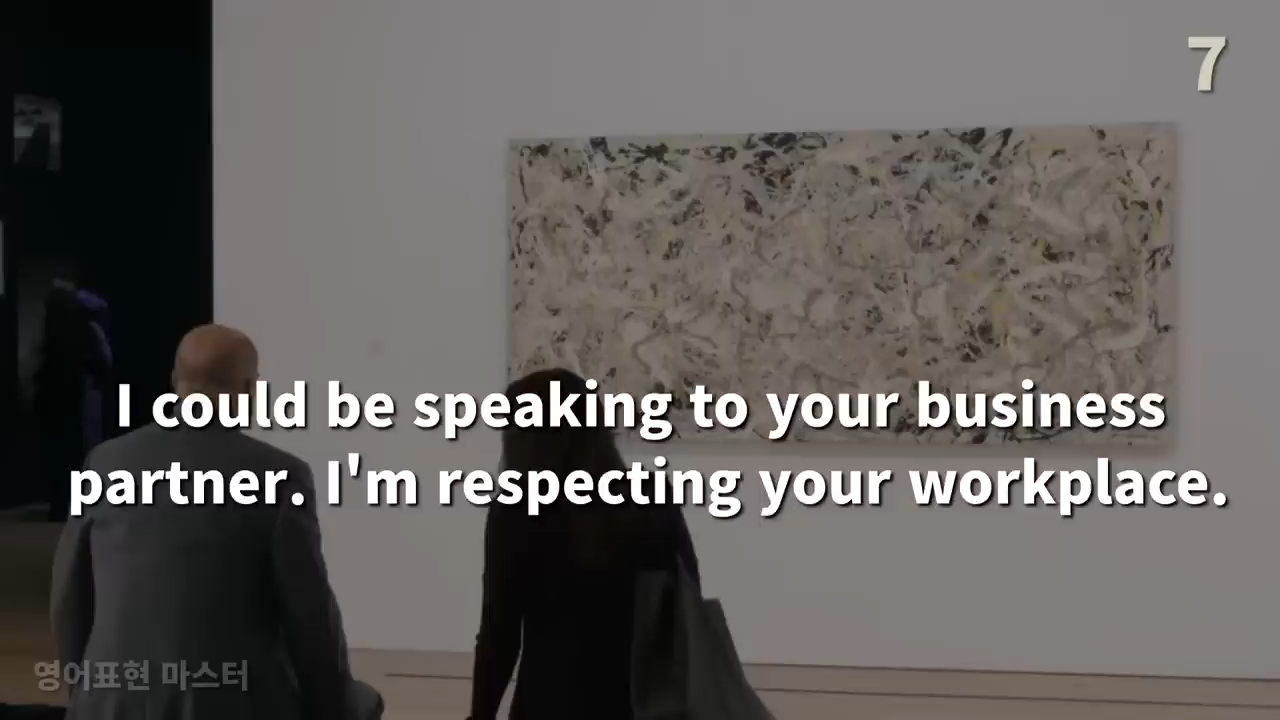 7
I could be speaking to your business
partner. I'm respecting your workplace.
영어표현 마스터